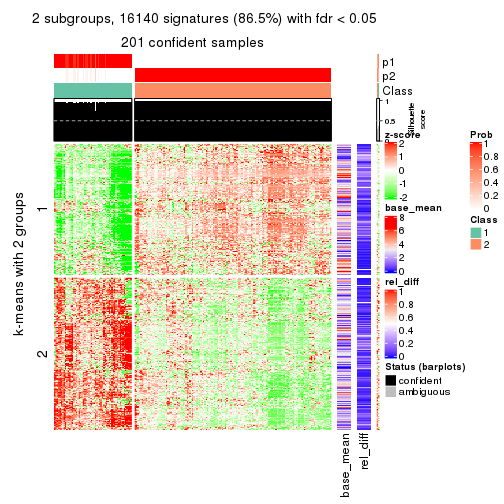 2 subgroups, 16140 signatures (86.5%) with fdr < 0.05
201 confident samples
p1
p2
Class
1
0.5
0
Silhouette
score
k-means with 2 groups
1
2
base_mean
rel_diff
z-score
2
1
0
-1
-2
base_mean
8
6
4
2
0
rel_diff
1
0.8
0.6
0.4
0.2
0
Status (barplots)
confident
ambiguous
Prob
1
0.8
0.6
0.4
0.2
0
Class
1
2